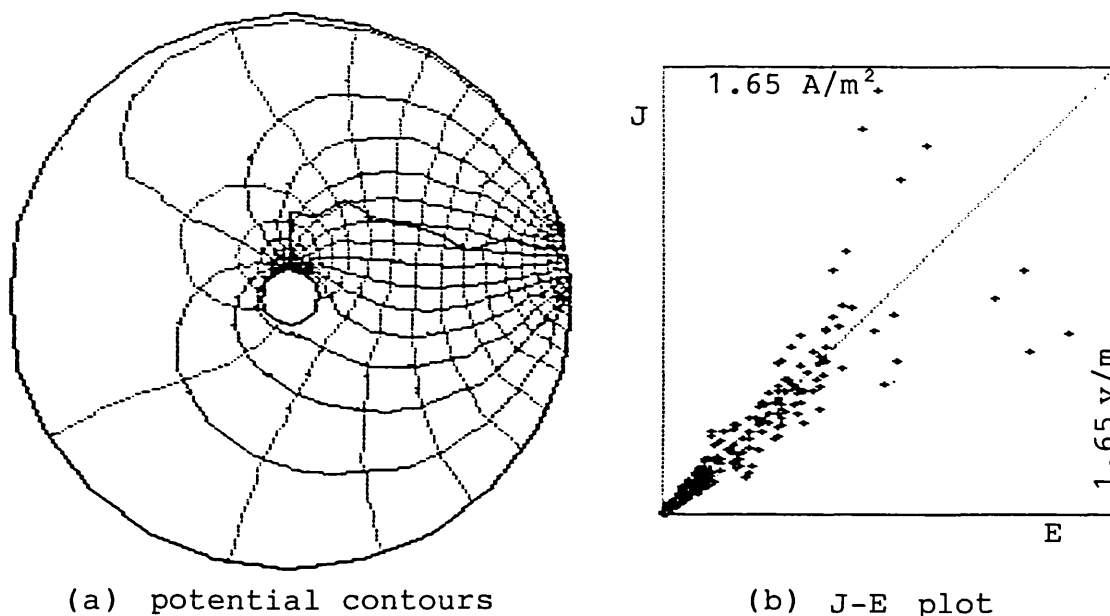 1.65 A/m²
J
1.65 v/m
E
(a) potential contours
(b) J-E plot